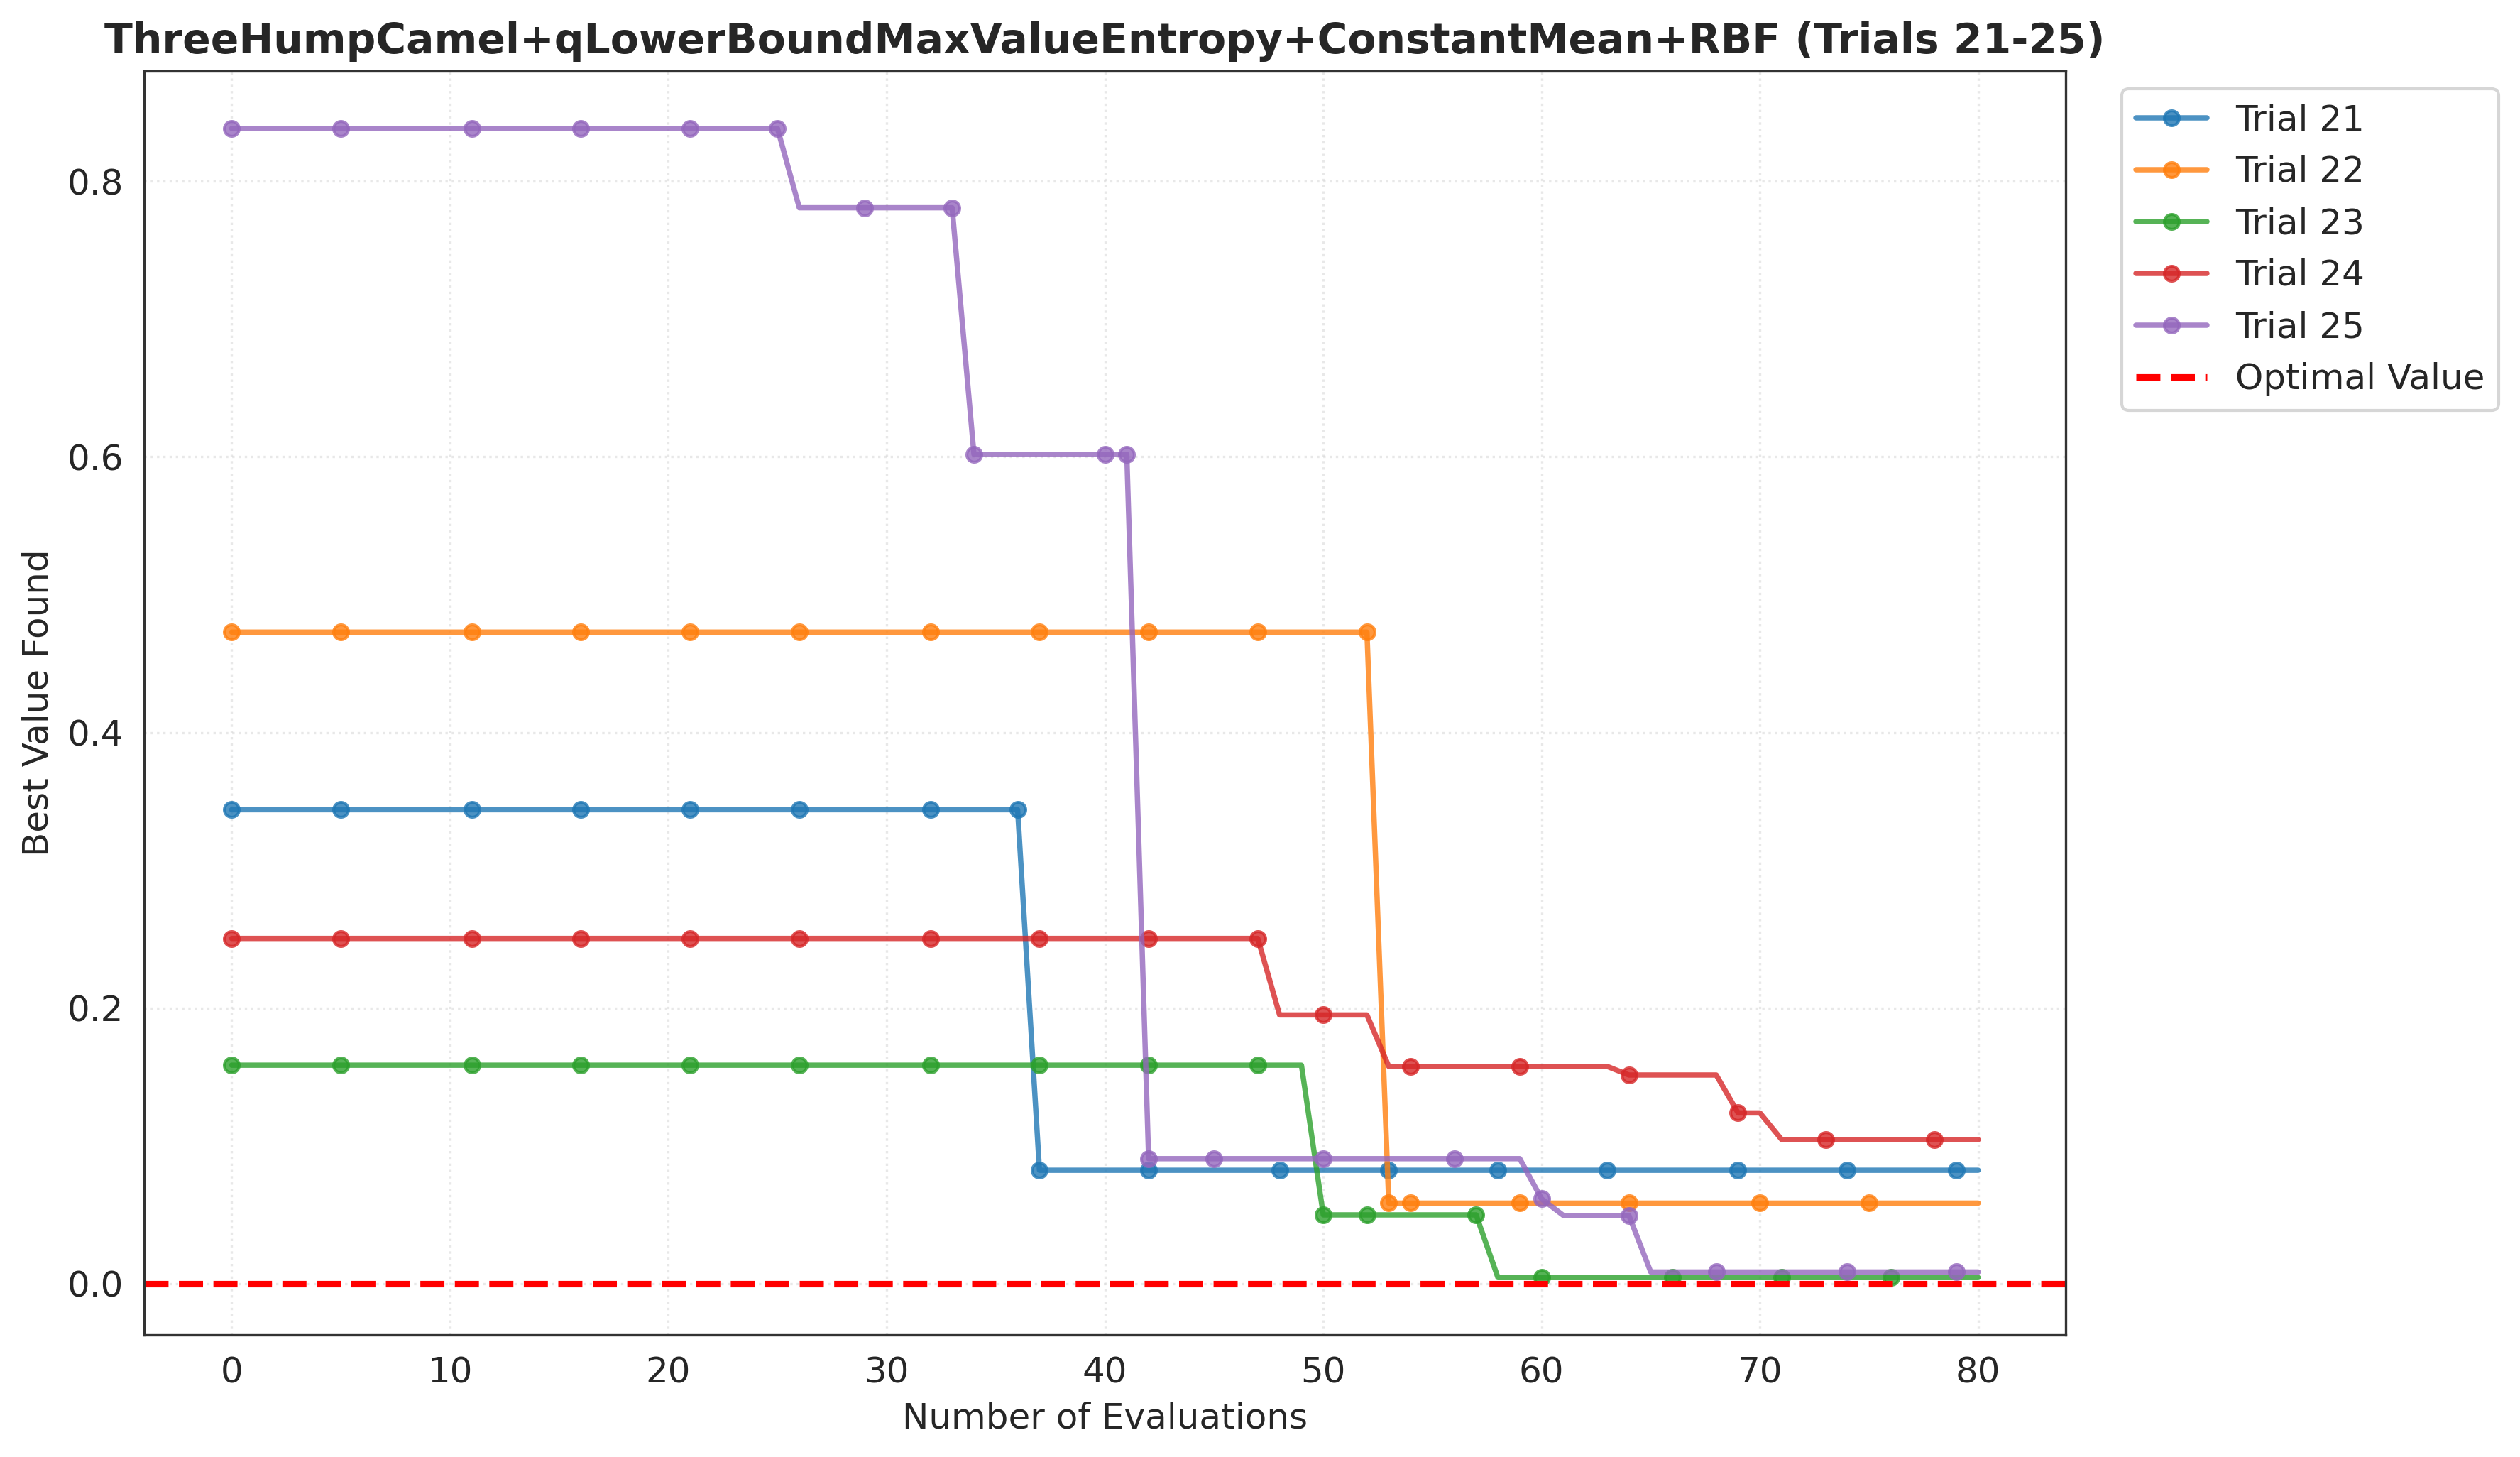 ThreeHumpCamel+qLowerBoundMaxValueEntropy+ConstantMean+RBF (Trials 21-25)
Trial 21
Trial 22
Trial 23
Trial 24
Trial 25
Optimal Value
Best Value Found
0.8
0.6
0.4
0.2
0.0
0 10 20 30 40 50 60 70 80
Number of Evaluations